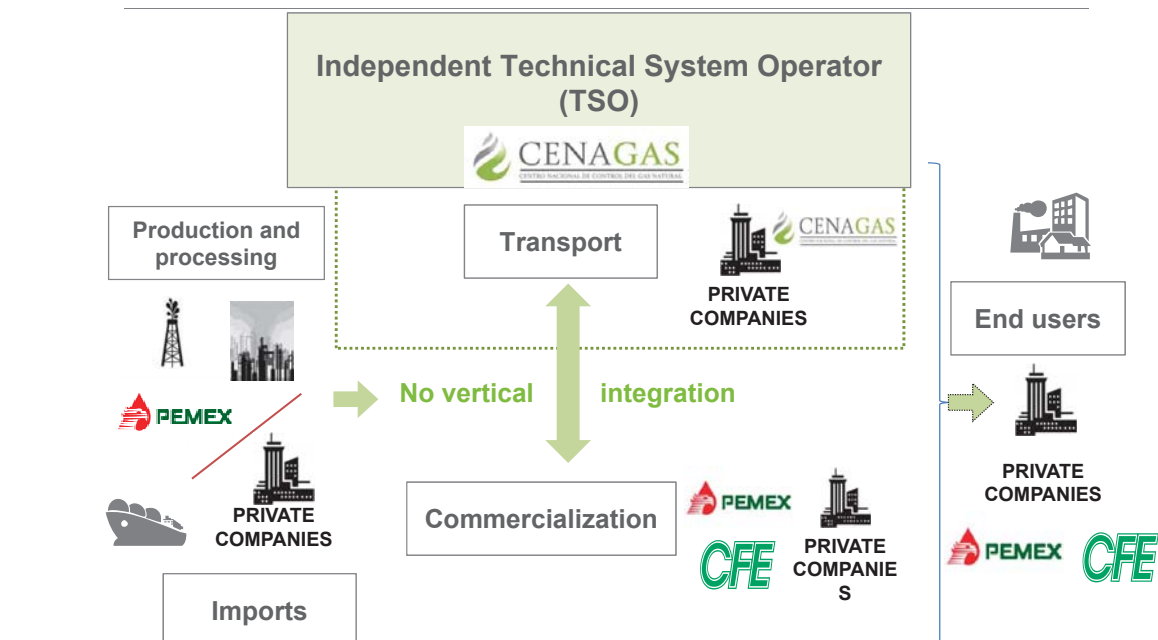 Independent Technical System Operator
(TSO)
CENAGAS
CENTRO NACIONAL DE CONTROL DEL GAS NATURAL
Production and
processing
Transport
CENAGAS
PRIVATE
COMPANIES
End users
No vertical
integration
PEMEX
PRIVATE
COMPANIES
Imports
Commercialization
PEMEX
CFE
PRIVATE
COMPANIE
S
PRIVATE
COMPANIES
PEMEX
CFE